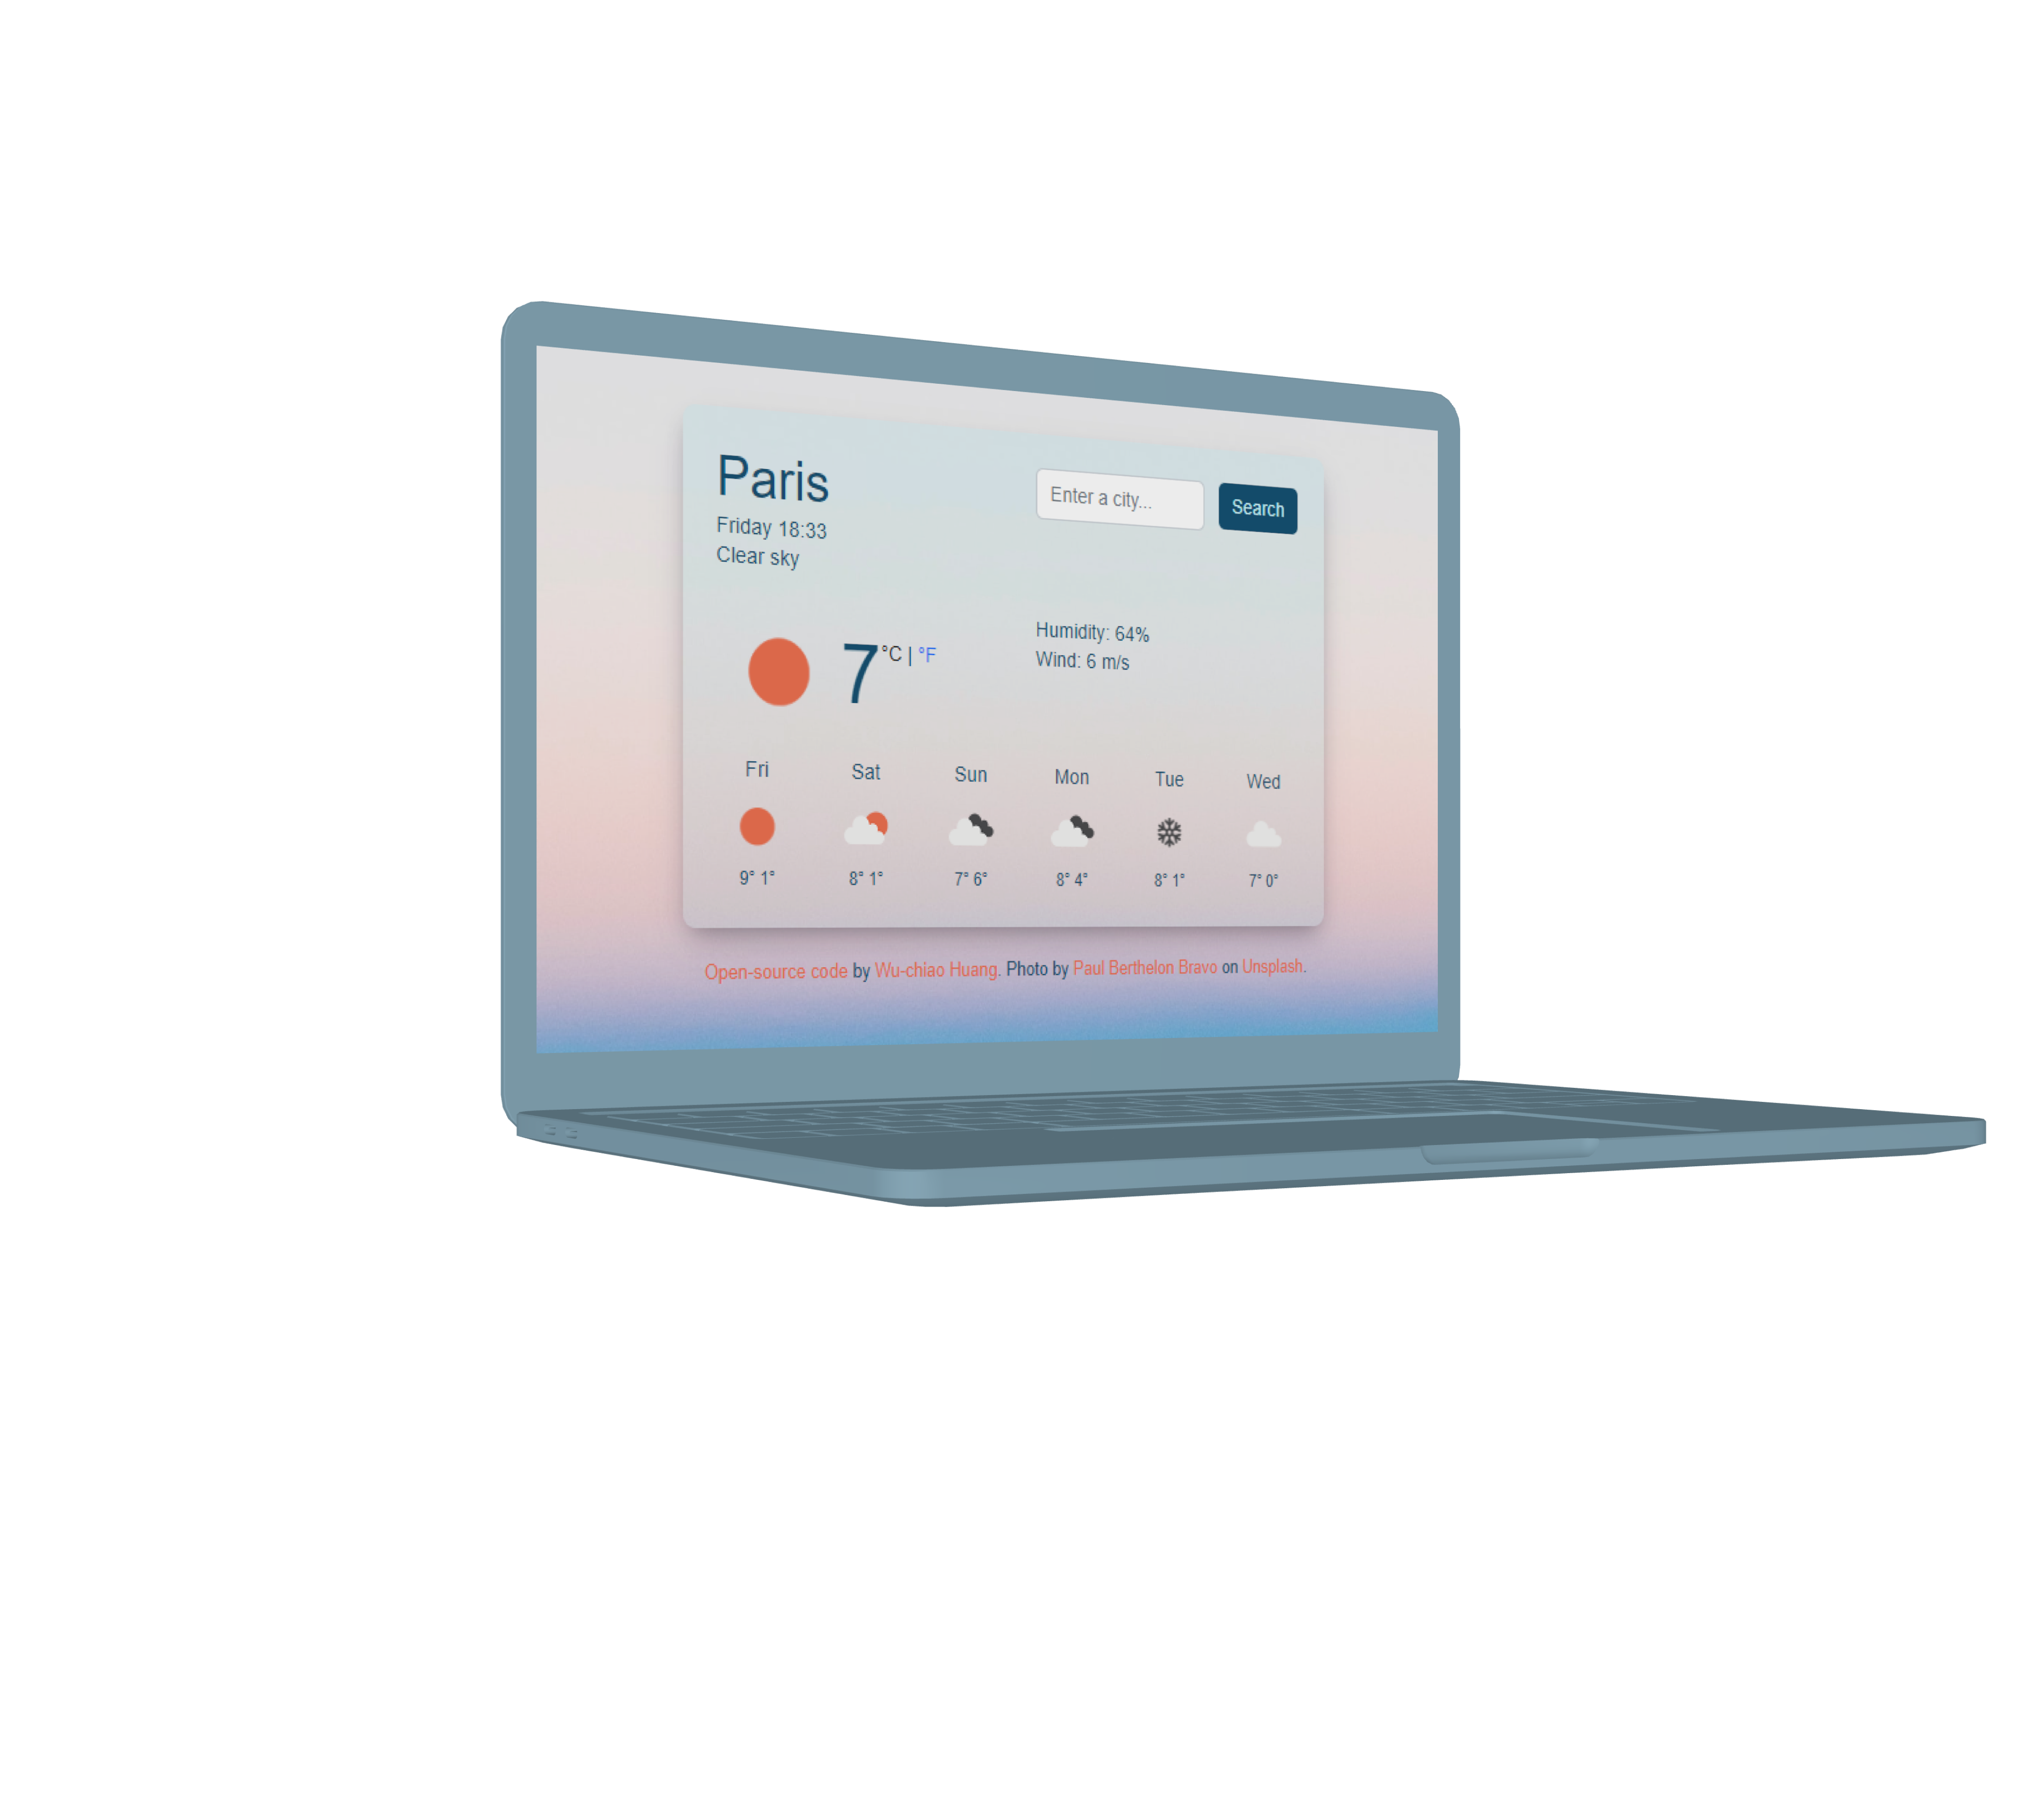 Paris
Enter a city...
Search
Friday 18:33
Clear sky
7 °C | °F
Humidity: 64%
Wind: 6 m/s
Fri Sat Sun Mon Tue Wed
9° 1° 8° 1° 7° 6° 8° 4° 8° 1° 7° 0°
Open-source code by Wu-chiao Huang. Photo by Paul Berthelon Bravo on Unsplash.